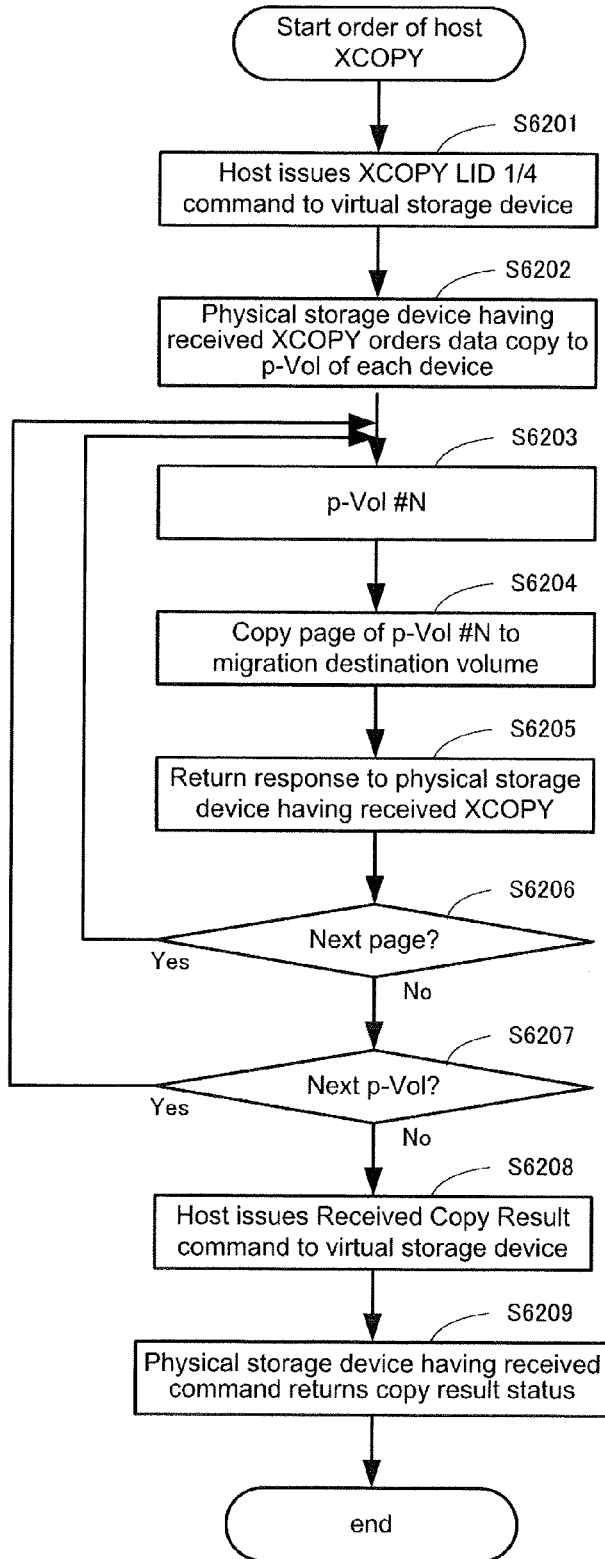 Start order of host
XCOPY
S6201
Host issues XCOPY LID 1/4
command to virtual storage device
S6202
Physical storage device having
received XCOPY orders data copy to
p-Vol of each device
S6203
p-Vol #N
S6204
Copy page of p-Vol #N to
migration destination volume
S6205
Return response to physical storage
device having received XCOPY
S6206
Next page?
Yes
No
S6207
Next p-Vol?
Yes
No
S6208
Host issues Received Copy Result
command to virtual storage device
S6209
Physical storage device having received
command returns copy result status
end